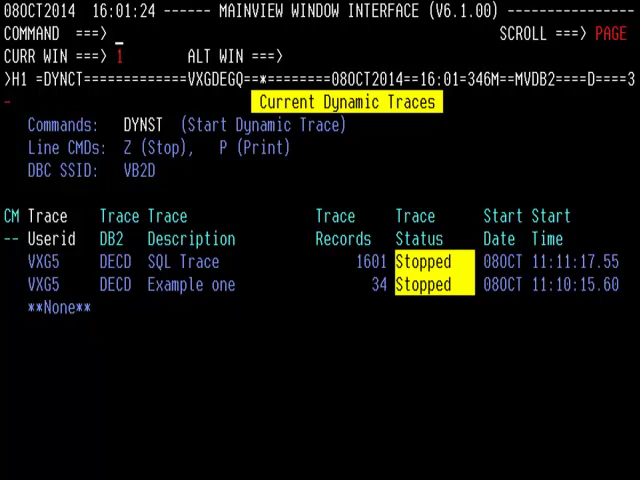 08OCT2014  16:01:24 ------ MAINVIEW WINDOW INTERFACE (V6.1.00) -----------------
COMMAND  ===> _                                               SCROLL ===> PAGE
CURR WIN ===> 1        ALT WIN ===>
>H1 =DYNCT=============VXGDEGQ==*========08OCT2014==16:01=346M==MVDB2====D====3
-                               Current Dynamic Traces
Commands:   DYNST  (Start Dynamic Trace)
Line CMDs:  Z (Stop),   P (Print)
DBC SSID:   VB2D
CM Trace    Trace Trace               Trace     Trace      Start Start
-- Userid   DB2   Description         Records   Status     Date  Time
VXG5     DECD  SQL Trace           1601 Stopped    08OCT 11:11:17.55
VXG5     DECD  Example one           34 Stopped    08OCT 11:10:15.60
**None**